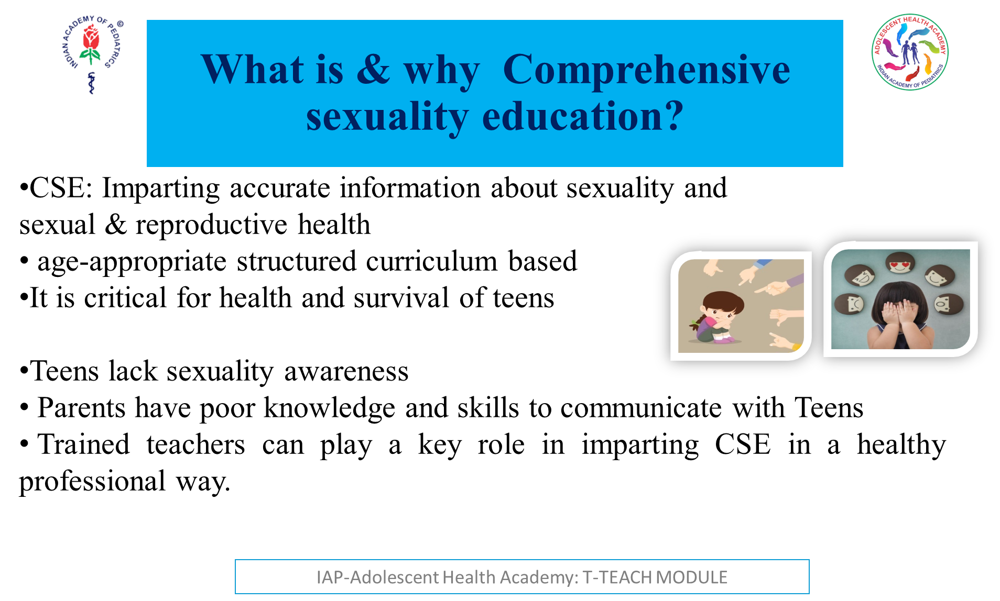 INDIAN ACADEMY OF PEDIATRICS ©
ADOLESCENT HEALTH ACADEMY
INDIAN ACADEMY OF PEDIATRICS
What is & why  Comprehensive
sexuality education?
•CSE: Imparting accurate information about sexuality and
sexual & reproductive health
• age-appropriate structured curriculum based
•It is critical for health and survival of teens
•Teens lack sexuality awareness
• Parents have poor knowledge and skills to communicate with Teens
• Trained teachers can play a key role in imparting CSE in a healthy
professional way.
IAP-Adolescent Health Academy: T-TEACH MODULE